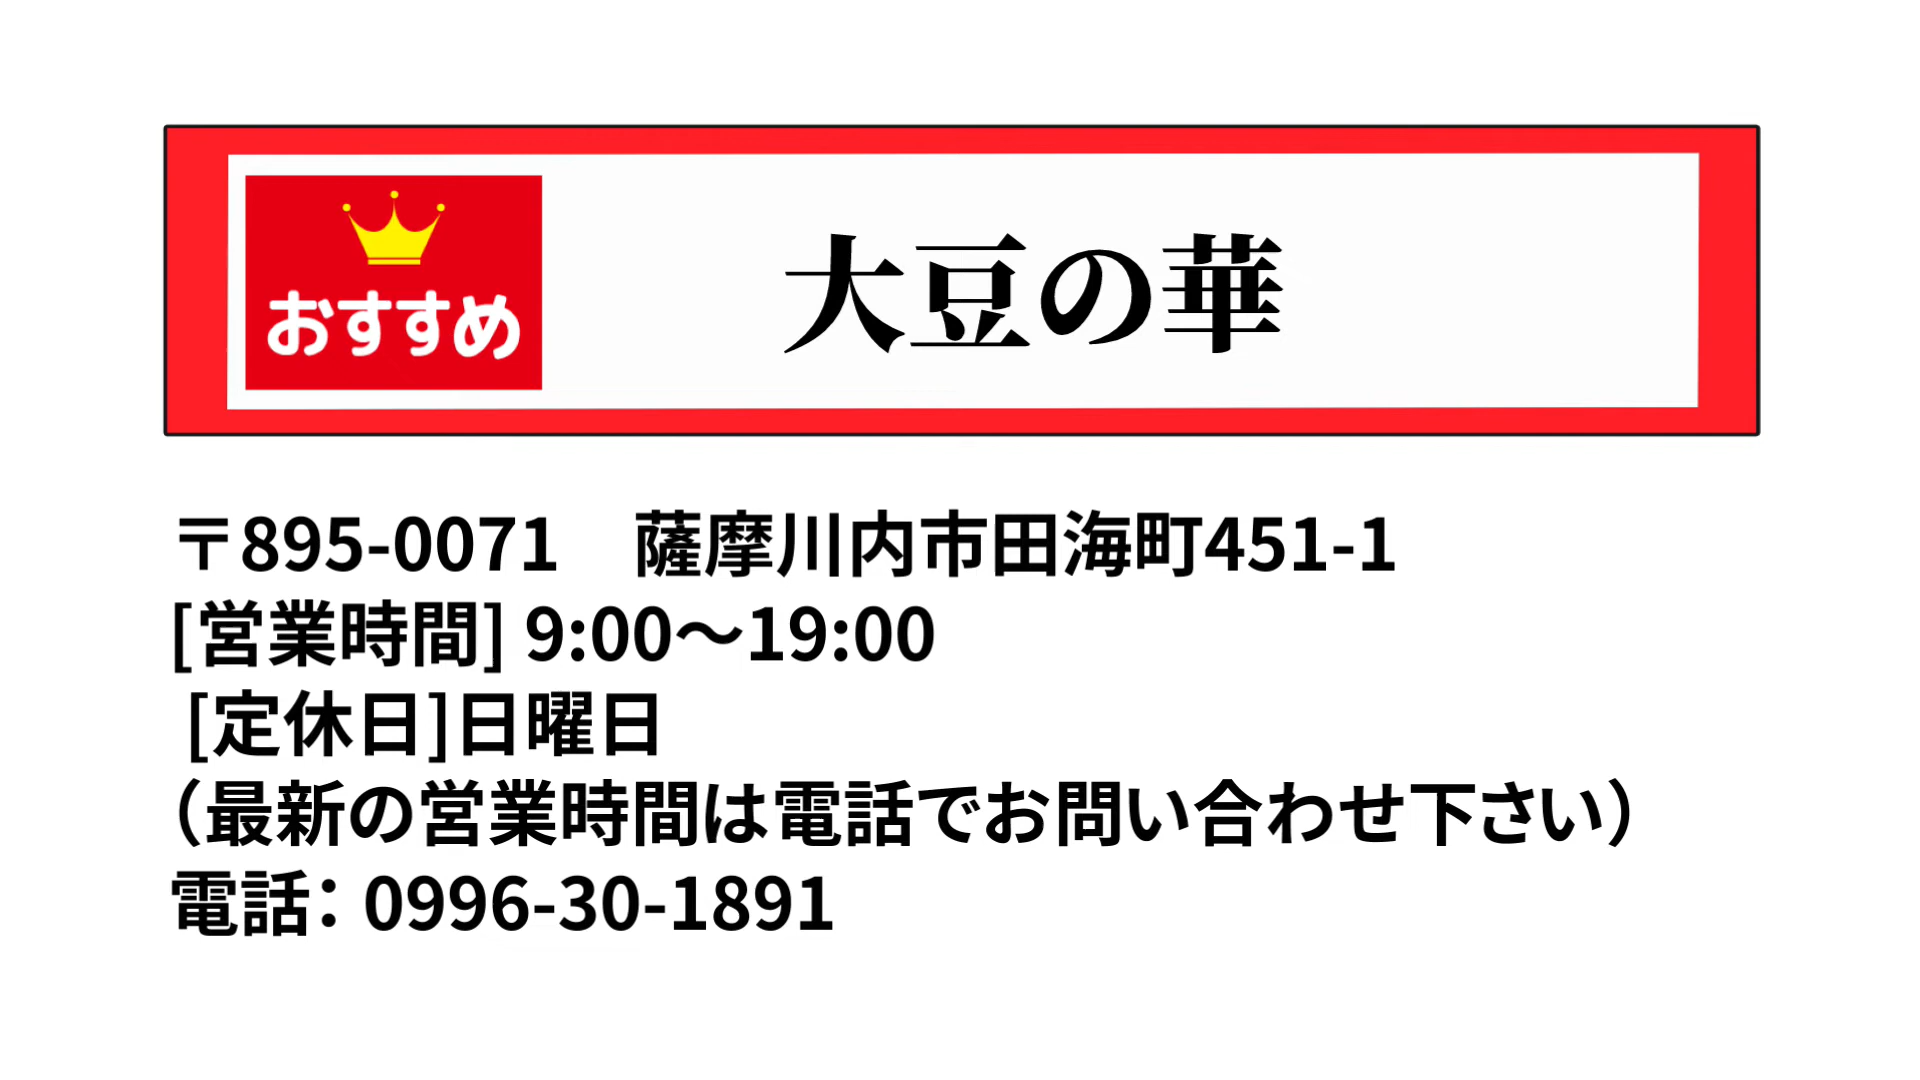 おすすめ
大豆の華
〒895-0071　薩摩川内市田海町451-1
[営業時間] 9:00～19:00
[定休日]日曜日
（最新の営業時間は電話でお問い合わせ下さい）
電話：0996-30-1891